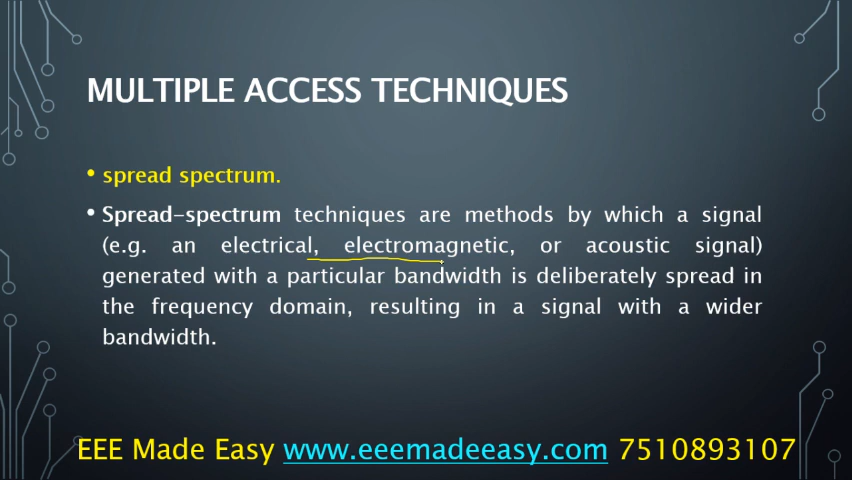 MULTIPLE ACCESS TECHNIQUES
• spread spectrum.
• Spread-spectrum techniques are methods by which a signal
(e.g. an electrical, electromagnetic, or acoustic signal)
generated with a particular bandwidth is deliberately spread in
the frequency domain, resulting in a signal with a wider
bandwidth.
EEE Made Easy www.eeemadeeasy.com 7510893107